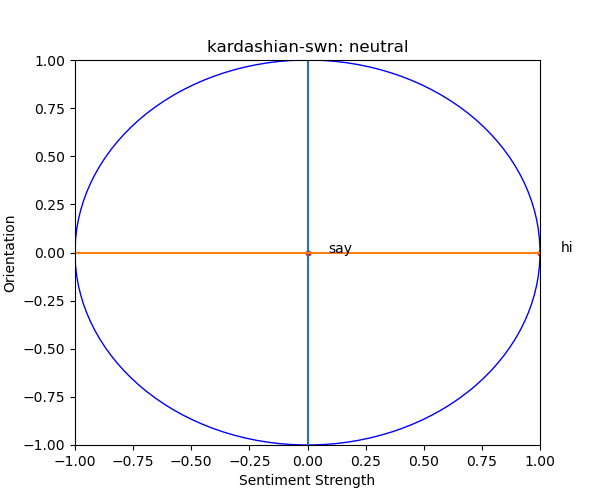 kardashian-swn: neutral
1.00
0.75
0.50
0.25
0.00
−0.25
−0.50
−0.75
−1.00
Orientation
say
hi
−1.00 −0.75 −0.50 −0.25 0.00 0.25 0.50 0.75 1.00
Sentiment Strength